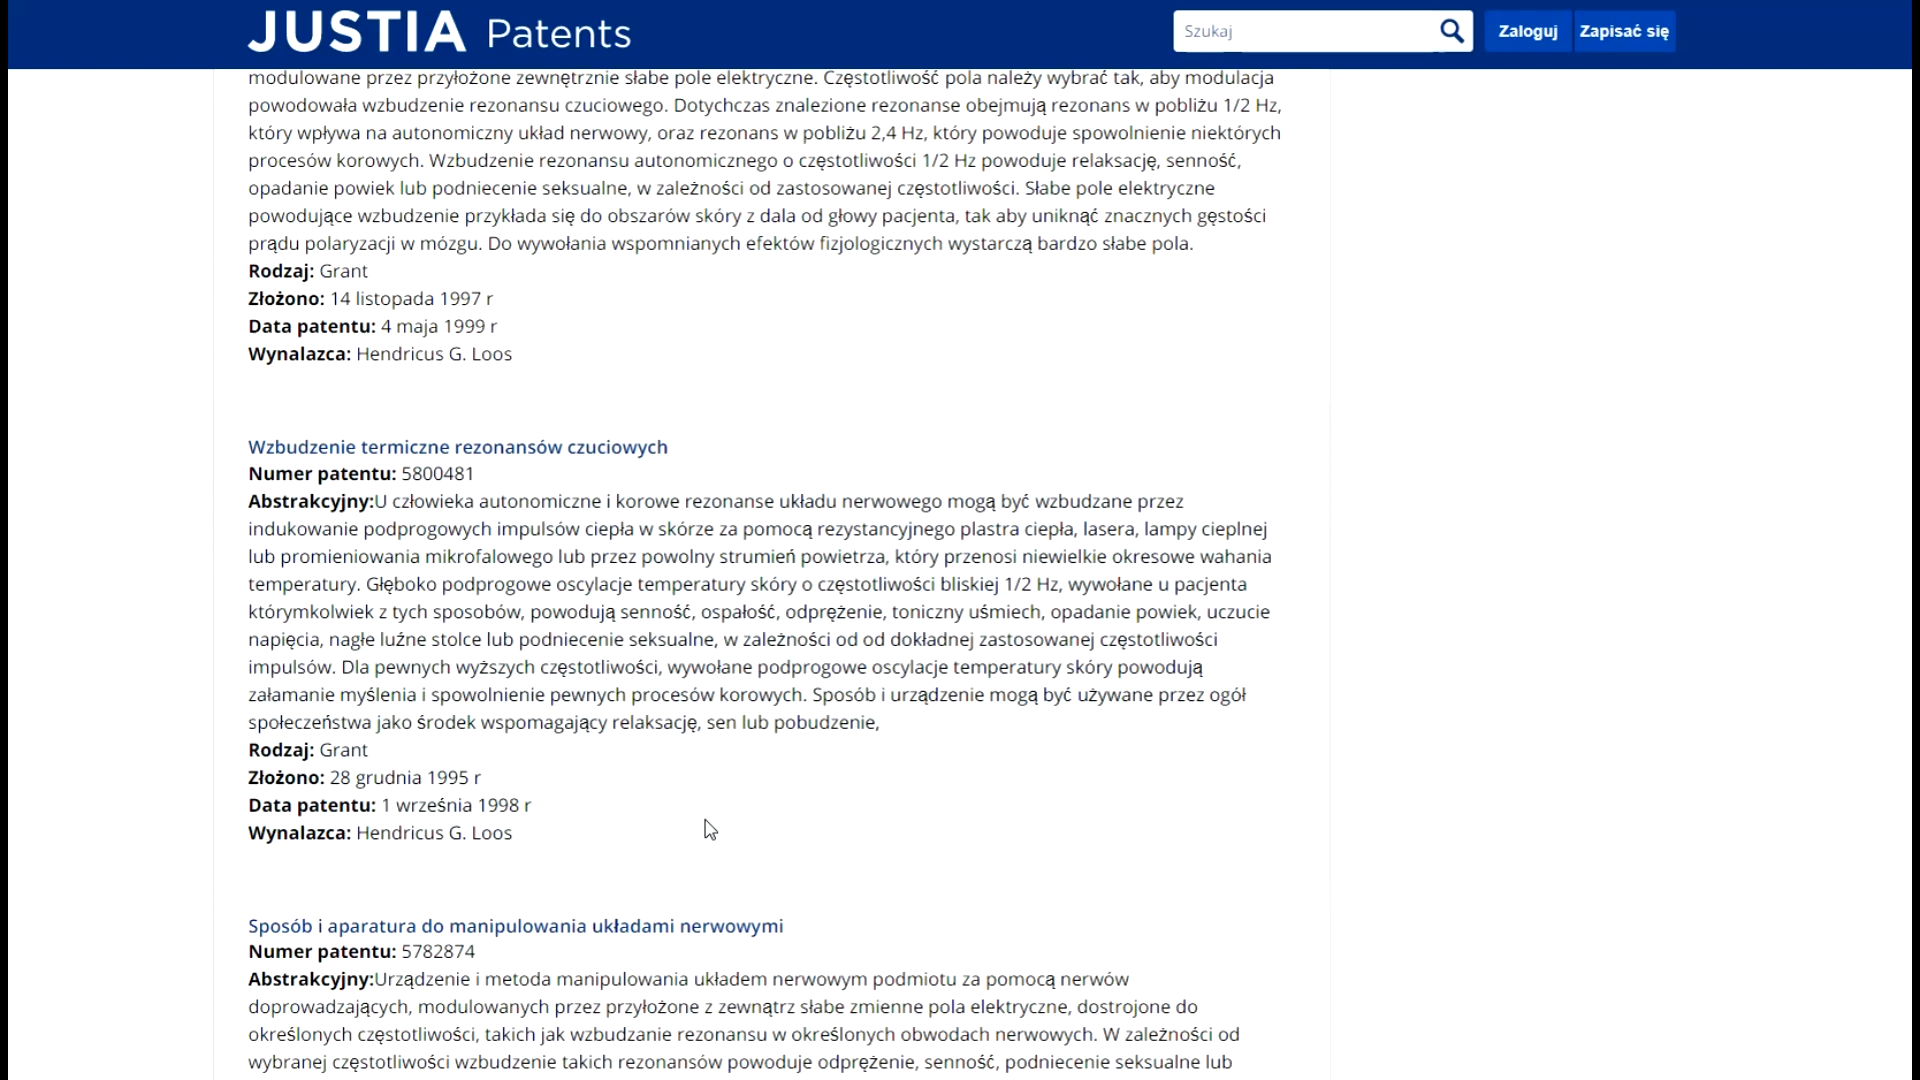 JUSTIA Patents
Szukaj
Zaloguj
Zapisać się
modulowane przez przyłożone zewnętrznie słabe pole elektryczne. Częstotliwość pola należy wybrać tak, aby modulacja
powodowała wzbudzenie rezonansu czuciowego. Dotychczas znalezione rezonanse obejmują rezonans w pobliżu 1/2 Hz,
który wpływa na autonomiczny układ nerwowy, oraz rezonans w pobliżu 2,4 Hz, który powoduje spowolnienie niektórych
procesów korowych. Wzbudzenie rezonansu autonomicznego o częstotliwości 1/2 Hz powoduje relaksację, senność,
opadanie powiek lub podniecenie seksualne, w zależności od zastosowanej częstotliwości. Słabe pole elektryczne
powodujące wzbudzenie przykłada się do obszarów skóry z dala od głowy pacjenta, tak aby uniknąć znacznych gęstości
prądu polaryzacji w mózgu. Do wywołania wspomnianych efektów fizjologicznych wystarczą bardzo słabe pola.
Rodzaj: Grant
Złożono: 14 listopada 1997 r
Data patentu: 4 maja 1999 r
Wynalazca: Hendricus G. Loos
Wzbudzenie termiczne rezonansów czuciowych
Numer patentu: 5800481
Abstrakcyjny:U człowieka autonomiczne i korowe rezonanse układu nerwowego mogą być wzbudzane przez
indukowanie podprogowych impulsów ciepła w skórze za pomocą rezystancyjnego plastra ciepła, lasera, lampy cieplnej
lub promieniowania mikrofalowego lub przez powolny strumień powietrza, który przenosi niewielkie okresowe wahania
temperatury. Głęboko podprogowe oscylacje temperatury skóry o częstotliwości bliskiej 1/2 Hz, wywołane u pacjenta
którymkolwiek z tych sposobów, powodują senność, ospałość, odprężenie, toniczny uśmiech, opadanie powiek, uczucie
napięcia, nagłe luźne stolce lub podniecenie seksualne, w zależności od od dokładnej zastosowanej częstotliwości
impulsów. Dla pewnych wyższych częstotliwości, wywołane podprogowe oscylacje temperatury skóry powodują
załamanie myślenia i spowolnienie pewnych procesów korowych. Sposób i urządzenie mogą być używane przez ogół
społeczeństwa jako środek wspomagający relaksację, sen lub pobudzenie,
Rodzaj: Grant
Złożono: 28 grudnia 1995 r
Data patentu: 1 września 1998 r
Wynalazca: Hendricus G. Loos
Sposób i aparatura do manipulowania układami nerwowymi
Numer patentu: 5782874
Abstrakcyjny:Urządzenie i metoda manipulowania układem nerwowym podmiotu za pomocą nerwów
doprowadzających, modulowanych przez przyłożone z zewnątrz słabe zmienne pola elektryczne, dostrojone do
określonych częstotliwości, takich jak wzbudzanie rezonansu w określonych obwodach nerwowych. W zależności od
wybranej częstotliwości wzbudzenie takich rezonansów powoduje odprężenie, senność, podniecenie seksualne lub